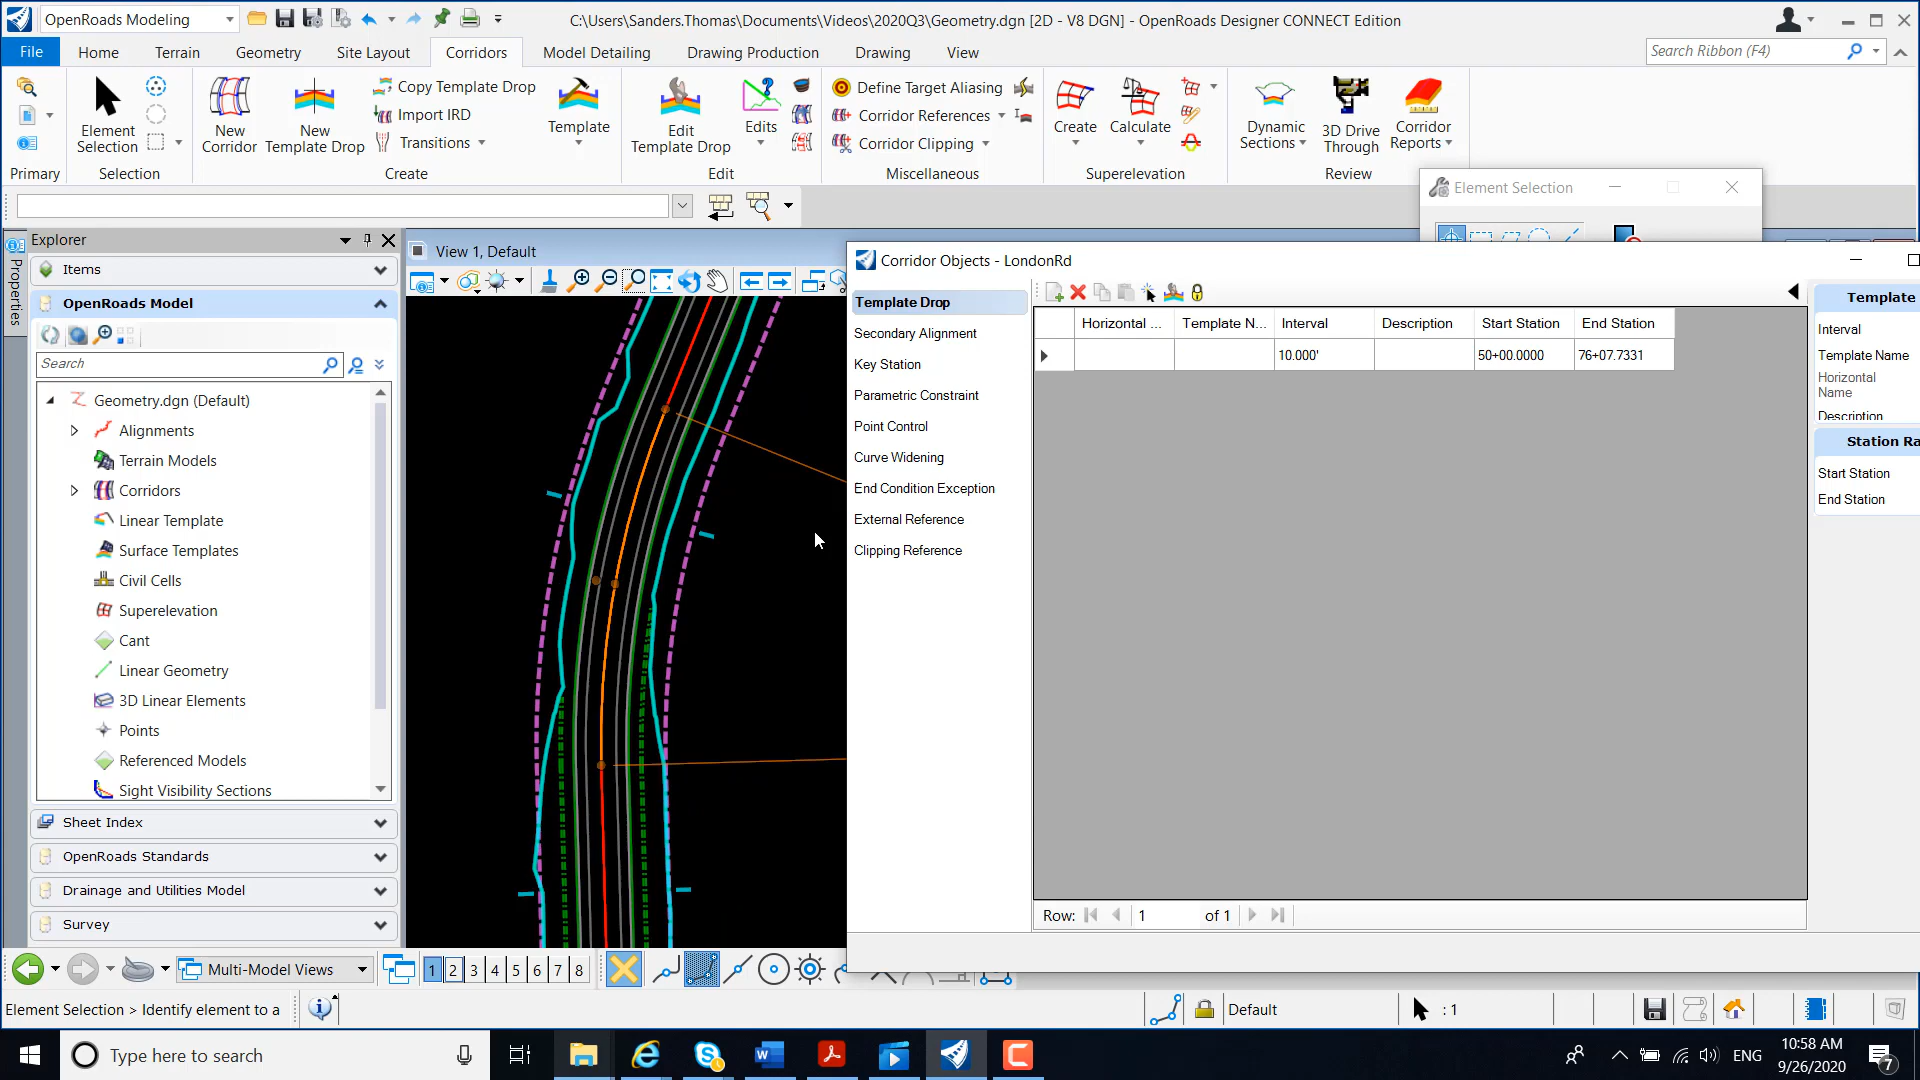 OpenRoads Modeling
C:\Users\Sanders.Thomas\Documents\Videos\2020Q3\Geometry.dgn [2D - V8 DGN] - OpenRoads Designer CONNECT Edition
File Home Terrain Geometry Site Layout Corridors Model Detailing Drawing Production Drawing View
Search Ribbon (F4)
Element Selection
New Corridor
New Template Drop
Copy Template Drop
Import IRD
Transitions
Template
Edit Template Drop
Edits
Define Target Aliasing
Corridor References
Corridor Clipping
Create
Calculate
Dynamic Sections
3D Drive Through
Corridor Reports
Primary Selection Create Edit Miscellaneous Superelevation Review
Element Selection
Explorer
Properties
Items
OpenRoads Model
Search
Geometry.dgn (Default)
Alignments
Terrain Models
Corridors
Linear Template
Surface Templates
Civil Cells
Superelevation
Cant
Linear Geometry
3D Linear Elements
Points
Referenced Models
Sight Visibility Sections
Sheet Index
OpenRoads Standards
Drainage and Utilities Model
Survey
View 1, Default
Corridor Objects - LondonRd
Template Drop
Secondary Alignment
Key Station
Parametric Constraint
Point Control
Curve Widening
End Condition Exception
External Reference
Clipping Reference
Horizontal ... Template N... Interval Description Start Station End Station
10.000' 50+00.0000 76+07.7331
Template
Interval
Template Name
Horizontal
Name
Description
Station Ra
Start Station
End Station
Row: 1 of 1
Multi-Model Views
1 2 3 4 5 6 7 8
Element Selection > Identify element to a
Default
: 1
Type here to search
ENG
10:58 AM
9/26/2020
7